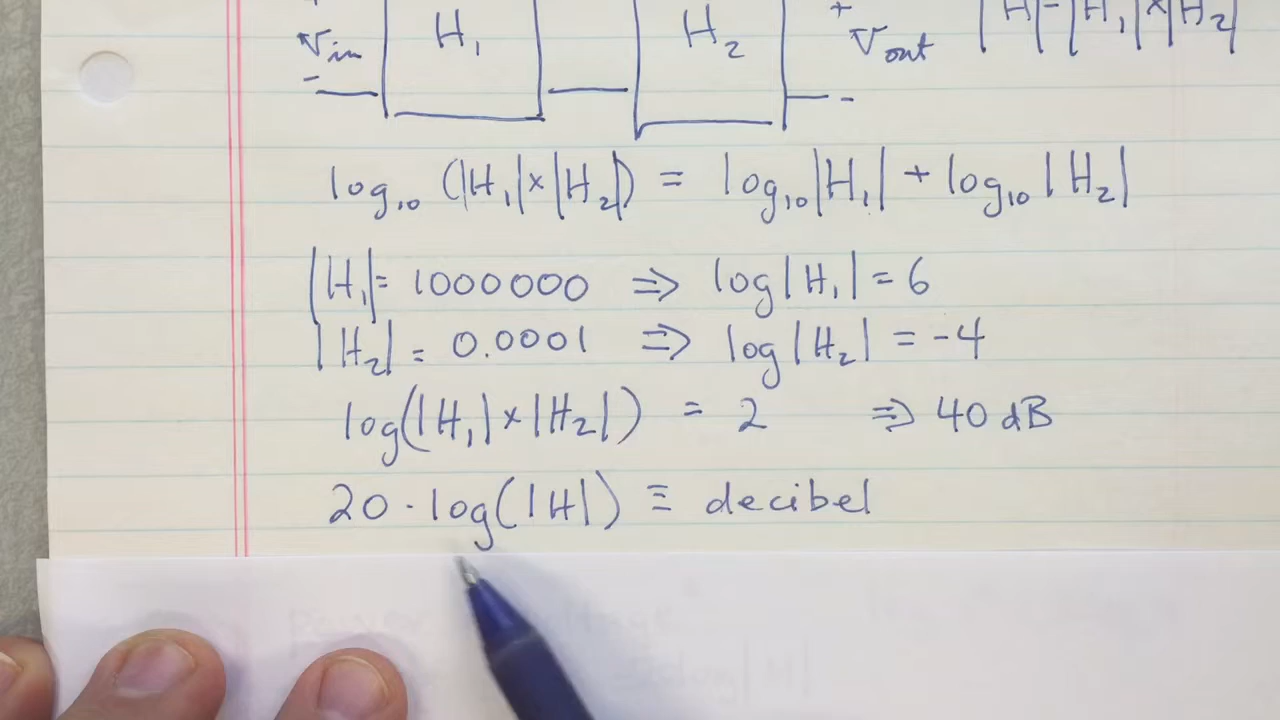 + H₁ H₂ + |H|=|H₁|×|H₂|
Vin Vout
- -
log₁₀ (|H₁|×|H₂|) = log₁₀|H₁| + log₁₀|H₂|
|H₁|= 1000000 ⇒ log|H₁| = 6
|H₂| = 0.0001 ⇒ log|H₂| = -4
log(|H₁|×|H₂|) = 2 ⇒ 40 dB
20·log(|H|) ≡ decibel